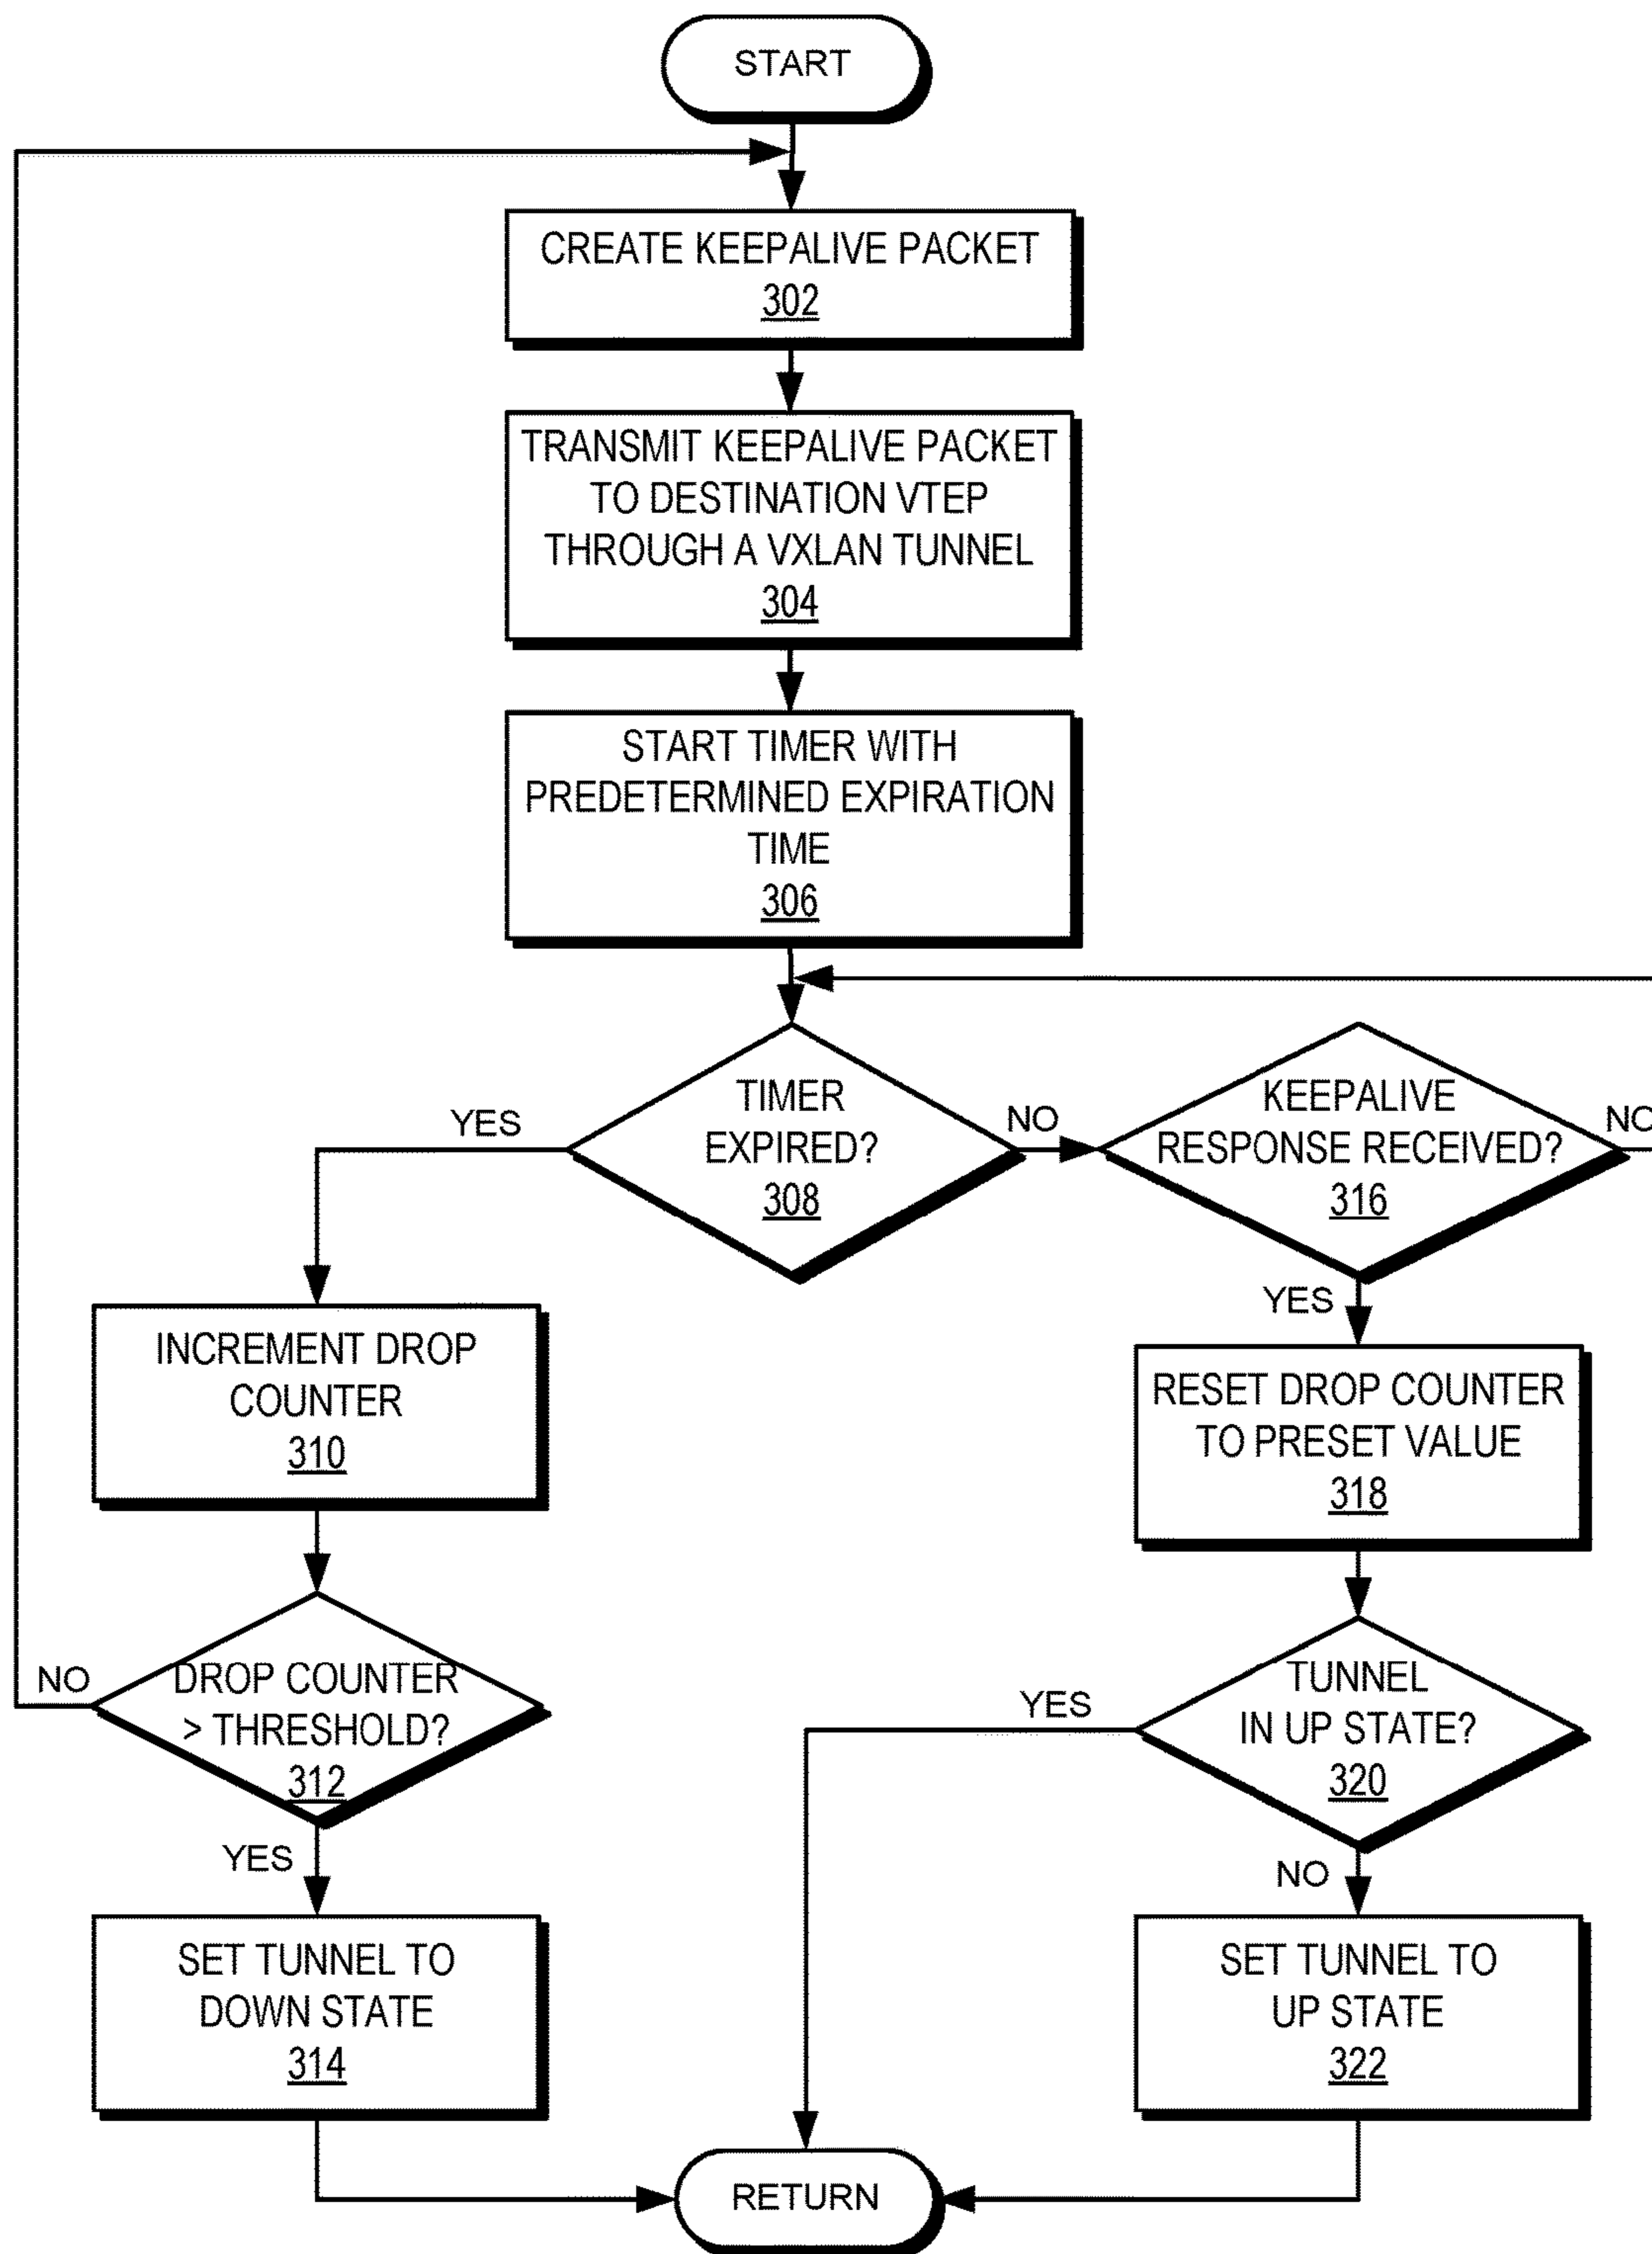 START
CREATE KEEPALIVE PACKET
302
TRANSMIT KEEPALIVE PACKET
TO DESTINATION VTEP
THROUGH A VXLAN TUNNEL
304
START TIMER WITH
PREDETERMINED EXPIRATION
TIME
306
TIMER
EXPIRED?
308
YES
NO
KEEPALIVE
RESPONSE RECEIVED?
316
NO
YES
INCREMENT DROP
COUNTER
310
RESET DROP COUNTER
TO PRESET VALUE
318
DROP COUNTER
> THRESHOLD?
312
NO
YES
TUNNEL
IN UP STATE?
320
YES
NO
SET TUNNEL TO
DOWN STATE
314
SET TUNNEL TO
UP STATE
322
RETURN